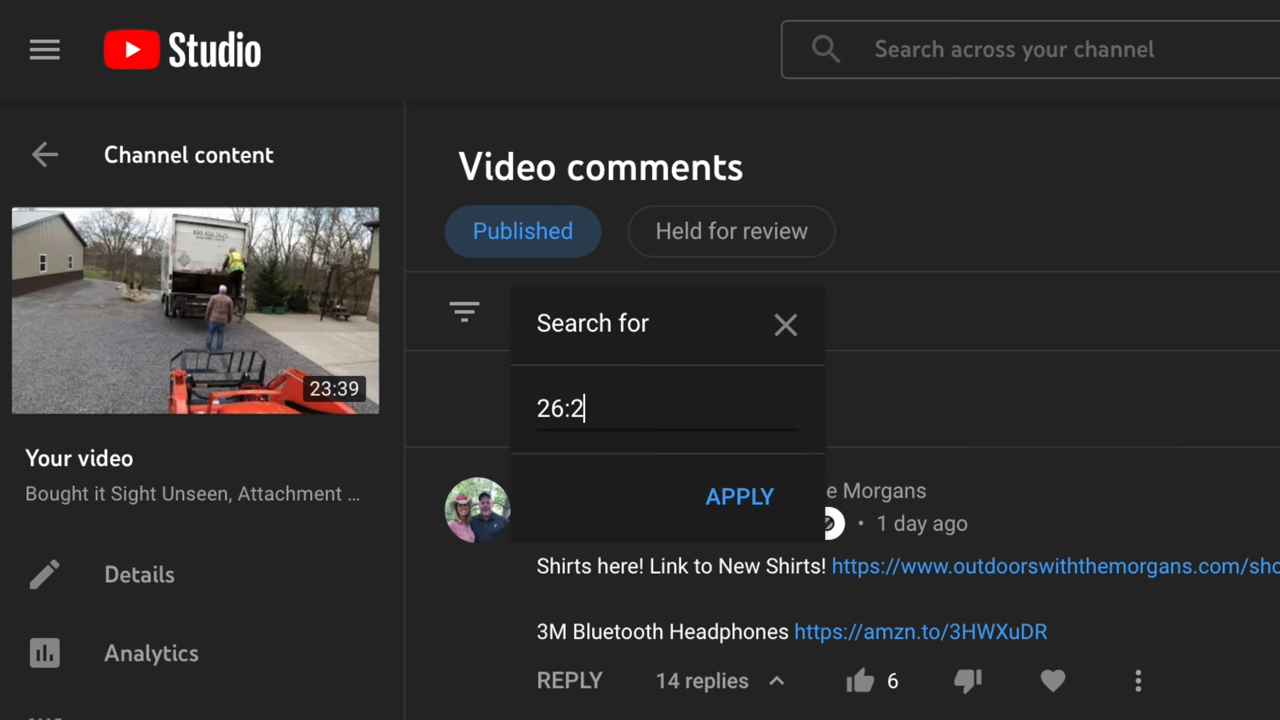 Studio
Search across your channel
Channel content
23:39
Your video
Bought it Sight Unseen, Attachment ...
Details
Analytics
Video comments
Published
Held for review
Search for
26:2
APPLY
e Morgans
• 1 day ago
Shirts here! Link to New Shirts! https://www.outdoorswiththemorgans.com/sho
3M Bluetooth Headphones https://amzn.to/3HWXuDR
REPLY 14 replies 6